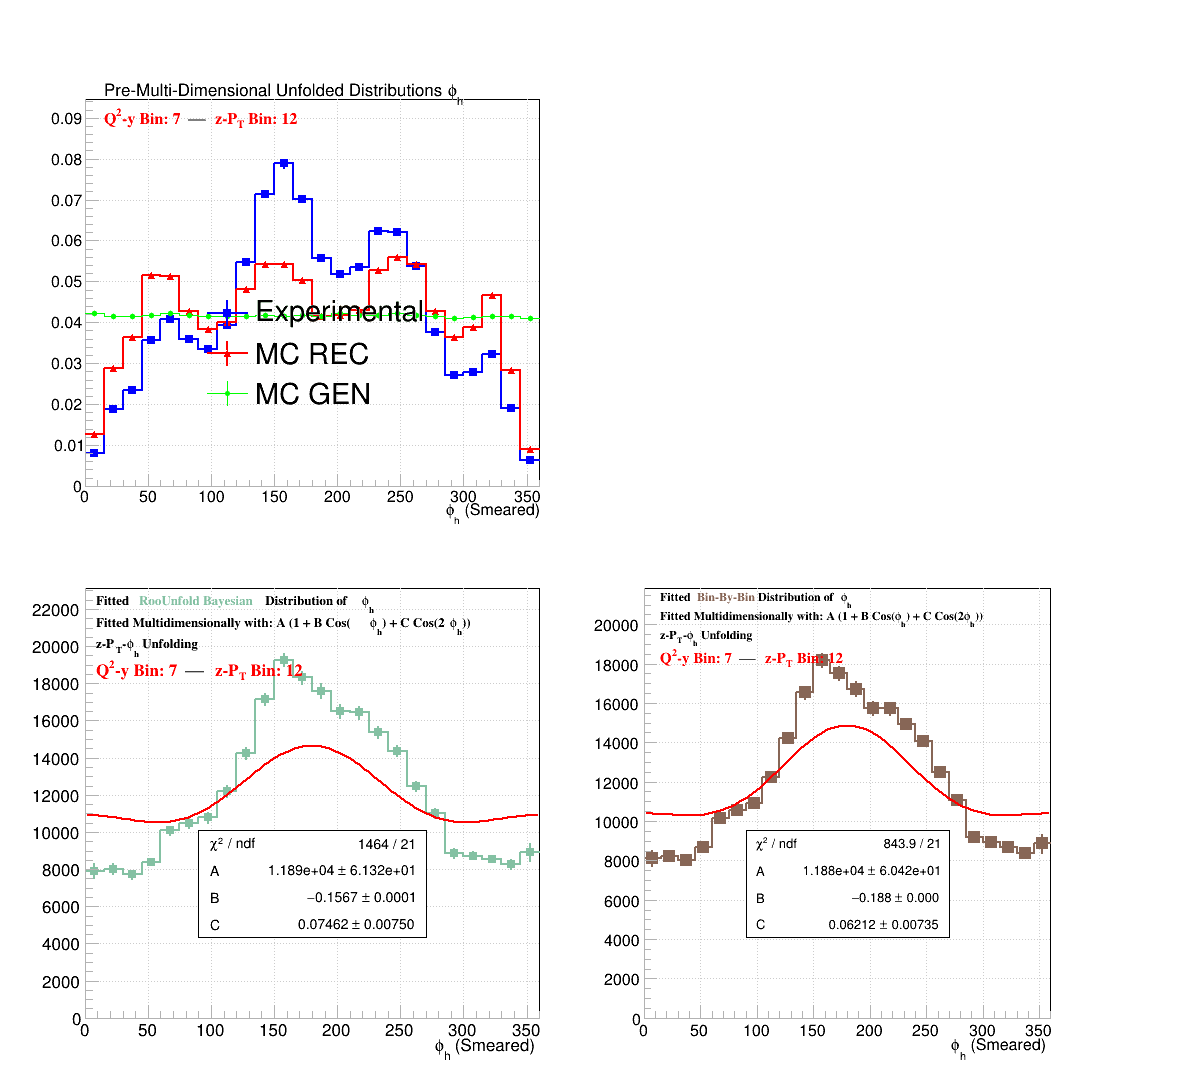 Pre-Multi-Dimensional Unfolded Distributions ϕh
Q²-y Bin: 7 — z-PT Bin: 12
0.09
0.08
0.07
0.06
0.05
0.04
0.03
0.02
0.01
0
Experimental
MC REC
MC GEN
0 50 100 150 200 250 300 350
ϕh (Smeared)
Fitted RooUnfold Bayesian Distribution of ϕh
Fitted Multidimensionally with: A (1 + B Cos( ϕh) + C Cos(2 ϕh))
z-PT-ϕh Unfolding
Q²-y Bin: 7 — z-PT Bin: 12
22000
20000
18000
16000
14000
12000
10000
8000
6000
4000
2000
0
χ² / ndf 1464 / 21
A 1.189e+04 ± 6.132e+01
B −0.1567 ± 0.0001
C 0.07462 ± 0.00750
0 50 100 150 200 250 300 350
ϕh (Smeared)
Fitted Bin-By-Bin Distribution of ϕh
Fitted Multidimensionally with: A (1 + B Cos(ϕh) + C Cos(2ϕh))
z-PT-ϕh Unfolding
Q²-y Bin: 7 — z-PT Bin: 12
20000
18000
16000
14000
12000
10000
8000
6000
4000
2000
0
χ² / ndf 843.9 / 21
A 1.188e+04 ± 6.042e+01
B −0.188 ± 0.000
C 0.06212 ± 0.00735
0 50 100 150 200 250 300 350
ϕh (Smeared)